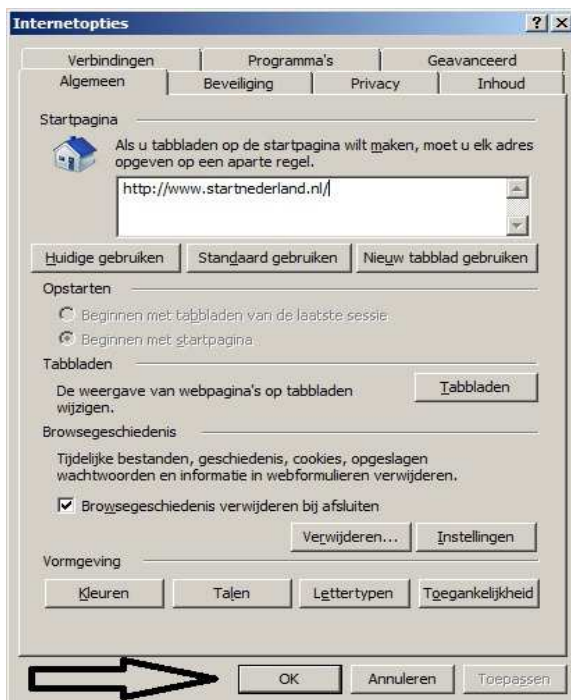 Internetopties
Verbindingen Programma's Geavanceerd
Algemeen Beveiliging Privacy Inhoud
Startpagina
Als u tabbladen op de startpagina wilt maken, moet u elk adres
opgeven op een aparte regel.
http://www.startnederland.nl/
Huidige gebruiken Standaard gebruiken Nieuw tabblad gebruiken
Opstarten
Beginnen met tabbladen van de laatste sessie
Beginnen met startpagina
Tabbladen
De weergave van webpagina's op tabbladen
wijzigen.
Tabbladen
Browsegeschiedenis
Tijdelijke bestanden, geschiedenis, cookies, opgeslagen
wachtwoorden en informatie in webformulieren verwijderen.
Browsegeschiedenis verwijderen bij afsluiten
Verwijderen... Instellingen
Vormgeving
Kleuren Talen Lettertypen Toegankelijkheid
OK Annuleren Toepassen